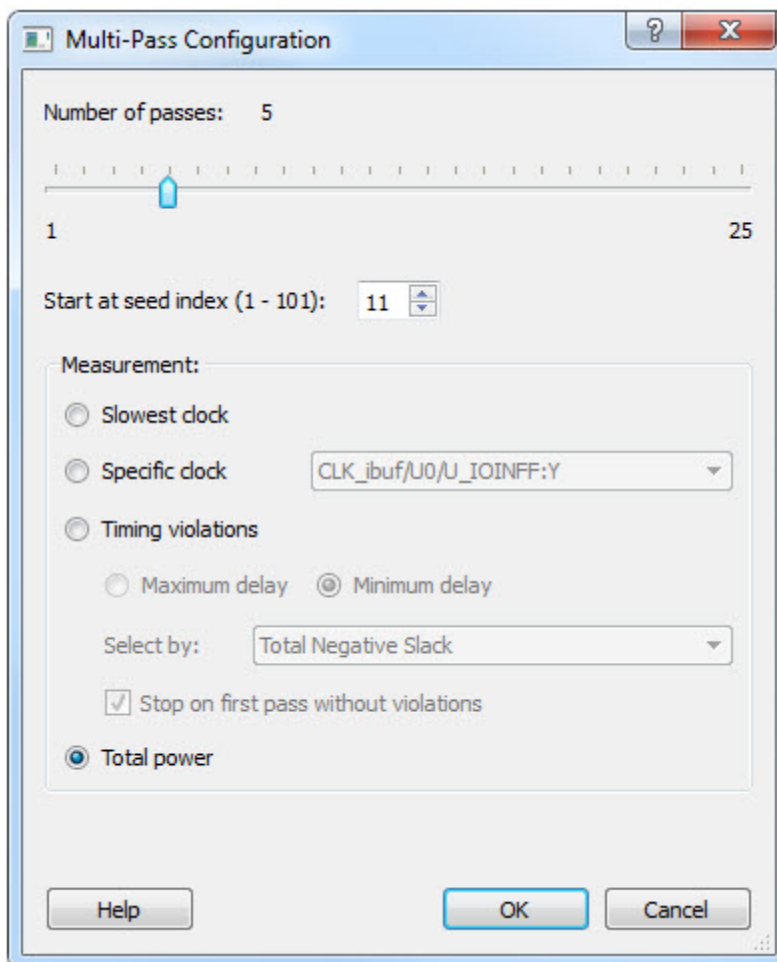 Multi-Pass Configuration
Number of passes: 5
1 25
Start at seed index (1 - 101): 11
Measurement:
Slowest clock
Specific clock CLK_ibuf/U0/U_IOINFF:Y
Timing violations
Maximum delay Minimum delay
Select by: Total Negative Slack
Stop on first pass without violations
Total power
Help OK Cancel